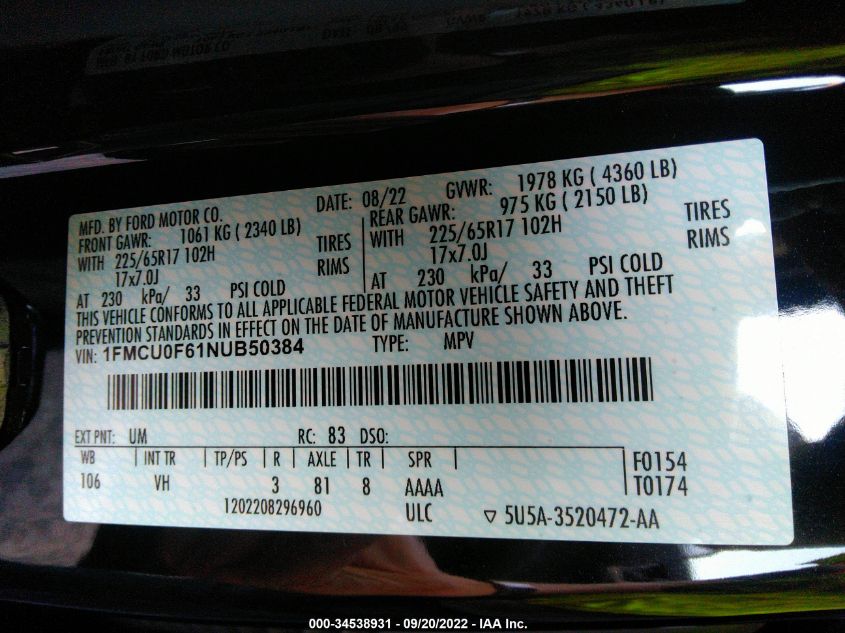 MFD. BY FORD MOTOR CO.
DATE: 08/22 GVWR: 1978 KG ( 4360 LB)
FRONT GAWR: 1061 KG ( 2340 LB) REAR GAWR: 975 KG ( 2150 LB)
WITH 225/65R17 102H TIRES WITH 225/65R17 102H TIRES
17x7.0J RIMS 17x7.0J RIMS
AT 230 kPa/ 33 PSI COLD AT 230 kPa/ 33 PSI COLD
THIS VEHICLE CONFORMS TO ALL APPLICABLE FEDERAL MOTOR VEHICLE SAFETY AND THEFT
PREVENTION STANDARDS IN EFFECT ON THE DATE OF MANUFACTURE SHOWN ABOVE.
VIN: 1FMCU0F61NUB50384 TYPE: MPV
EXT PNT: UM RC: 83 DSO:
WB INT TR TP/PS R AXLE TR SPR F0154
106 VH 3 81 8 AAAA T0174
1202208296960 ULC ▽ 5U5A-3520472-AA
000-34538931 - 09/20/2022 - IAA Inc.